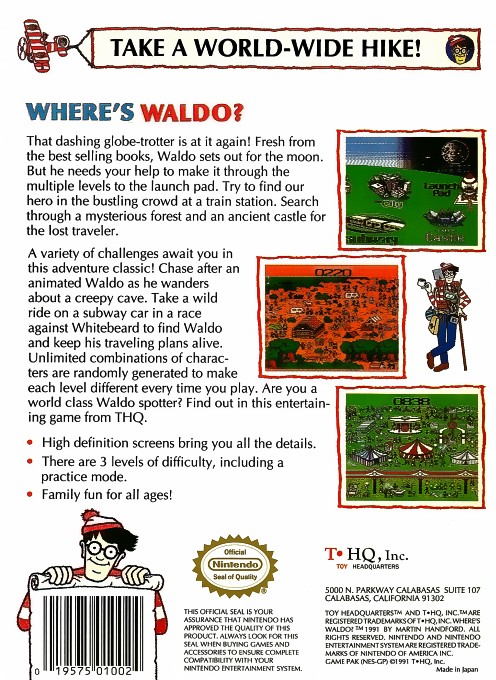 TAKE A WORLD-WIDE HIKE!
WHERE'S WALDO?
That dashing globe-trotter is at it again! Fresh from
the best selling books, Waldo sets out for the moon.
But he needs your help to make it through the
multiple levels to the launch pad. Try to find our
hero in the bustling crowd at a train station. Search
through a mysterious forest and an ancient castle for
the lost traveler.
A variety of challenges await you in
this adventure classic! Chase after an
animated Waldo as he wanders
about a creepy cave. Take a wild
ride on a subway car in a race
against Whitebeard to find Waldo
and keep his traveling plans alive.
Unlimited combinations of charac-
ters are randomly generated to make
each level different every time you play. Are you a
world class Waldo spotter? Find out in this entertain-
ing game from THQ.
• High definition screens bring you all the details.
• There are 3 levels of difficulty, including a
practice mode.
• Family fun for all ages!
Launch
Pad
City
Castle
Subway
0220
0838
Official
Nintendo
Seal of Quality
THIS OFFICIAL SEAL IS YOUR
ASSURANCE THAT NINTENDO HAS
APPROVED THE QUALITY OF THIS
PRODUCT. ALWAYS LOOK FOR THIS
SEAL WHEN BUYING GAMES AND
ACCESSORIES TO ENSURE COMPLETE
COMPATIBILITY WITH YOUR
NINTENDO ENTERTAINMENT SYSTEM.
T•HQ, Inc.
TOY HEADQUARTERS
5000 N. PARKWAY CALABASAS SUITE 107
CALABASAS, CALIFORNIA 91302
TOY HEADQUARTERS™ AND T•HQ, INC.™ ARE
REGISTERED TRADEMARKS OF T•HQ, INC. WHERE'S
WALDO?™ 1991 BY MARTIN HANDFORD. ALL
RIGHTS RESERVED. NINTENDO AND NINTENDO
ENTERTAINMENT SYSTEM ARE REGISTERED TRADE-
MARKS OF NINTENDO OF AMERICA INC.
GAME PAK (NES-GP) ©1991 T•HQ, Inc.
Made in Japan
0 19575 01002